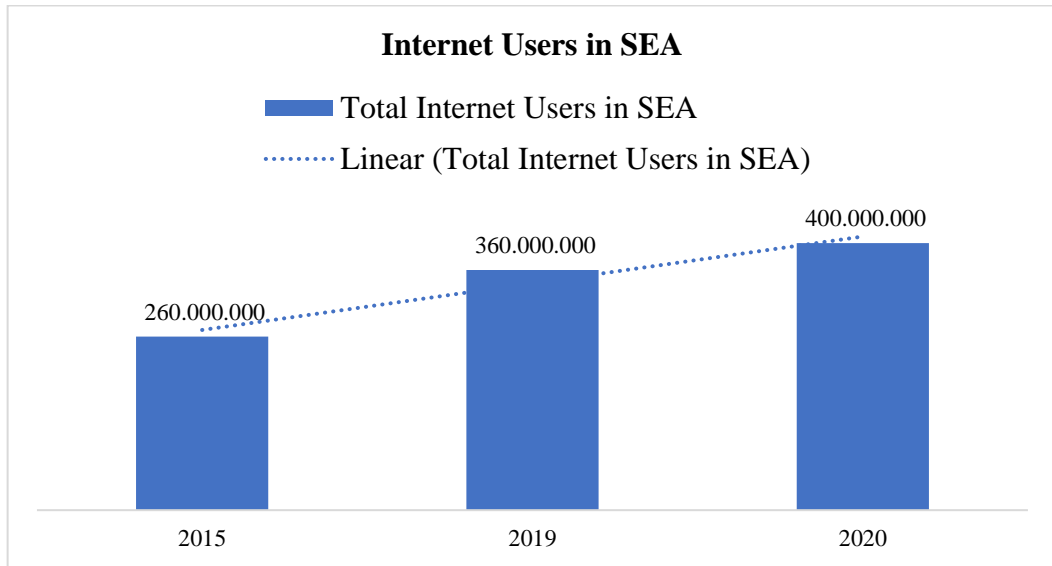 Internet Users in SEA
Total Internet Users in SEA
Linear (Total Internet Users in SEA)
260.000.000
360.000.000
400.000.000
2015
2019
2020